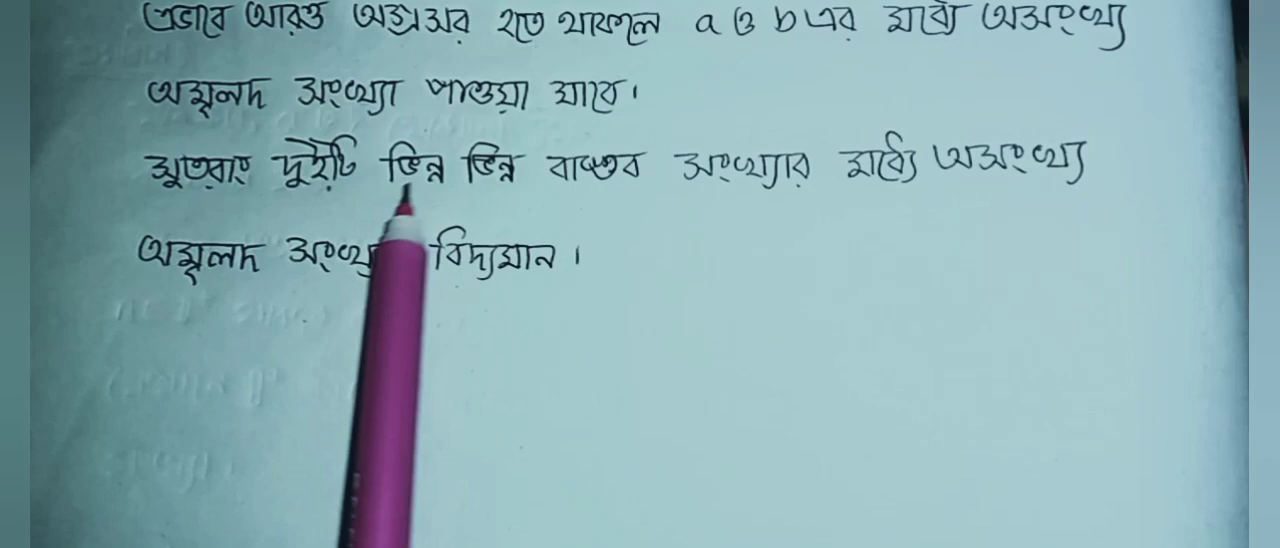 এভাবে আরও অগ্রসর হতে থাকলে a ও b এর মধ্যে অসংখ্য
অমূলদ সংখ্যা পাওয়া যাবে।
সুতরাং দুইটি ভিন্ন ভিন্ন বাস্তব সংখ্যার মধ্যে অসংখ্য
অমূলদ সংখ্যা বিদ্যমান।